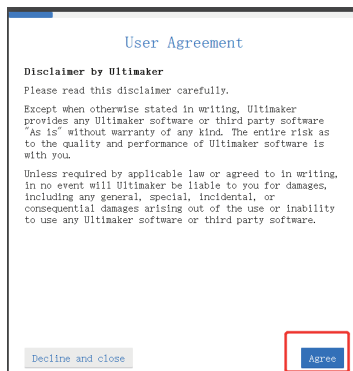 User Agreement
Disclaimer by Ultimaker
Please read this disclaimer carefully.
Except when otherwise stated in writing, Ultimaker
provides any Ultimaker software or third party software
"As is" without warranty of any kind. The entire risk as
to the quality and performance of Ultimaker software is
with you.
Unless required by applicable law or agreed to in writing,
in no event will Ultimaker be liable to you for damages,
including any general, special, incidental, or
consequential damages arising out of the use or inability
to use any Ultimaker software or third party software.
Decline and close
Agree